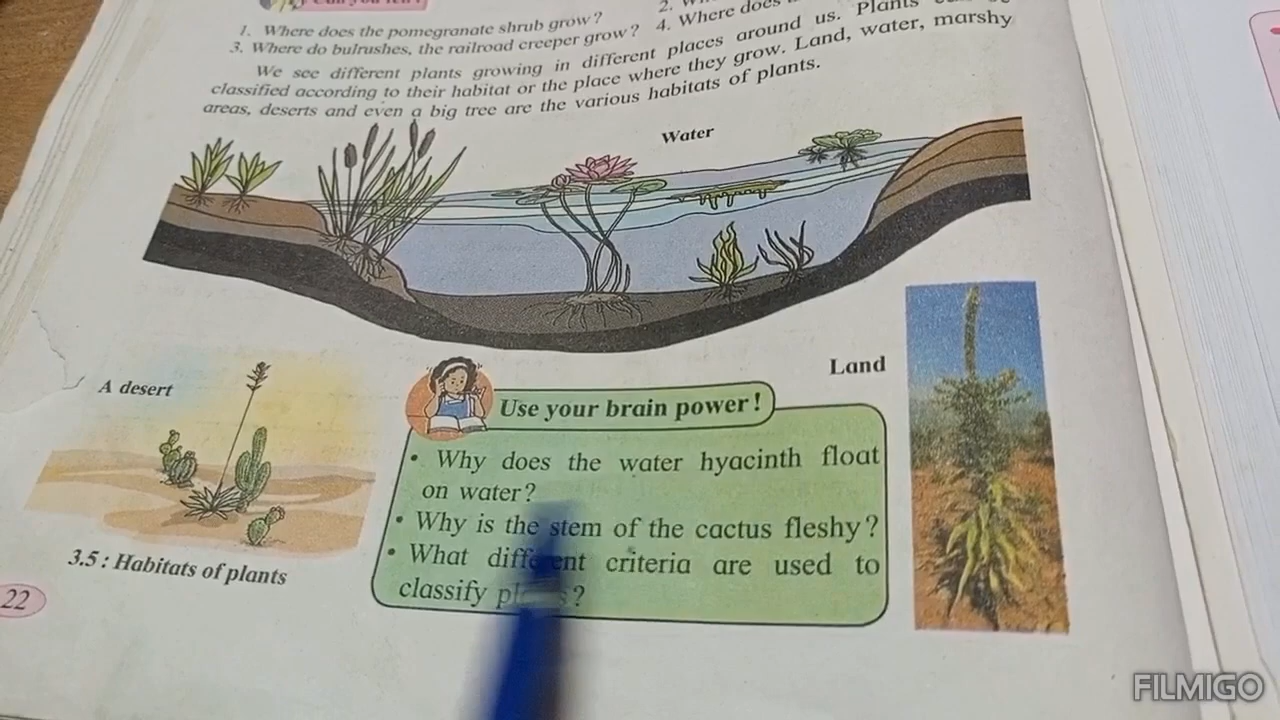 1. Where does the pomegranate shrub grow?
2.
3. Where do bulrushes, the railroad creeper grow? 4. Where does
We see different plants growing in different places around us. Plants
classified according to their habitat or the place where they grow. Land, water, marshy
areas, deserts and even a big tree are the various habitats of plants.
Water
A desert
Land
Use your brain power!
• Why does the water hyacinth float
on water?
• Why is the stem of the cactus fleshy?
• What different criteria are used to
classify
3.5 : Habitats of plants
22
FILMIGO